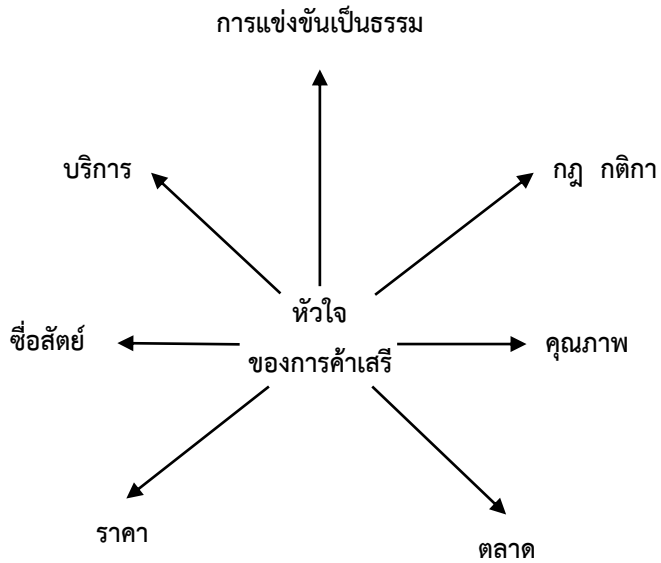 การแข่งขันเป็นธรรม
บริการ
กฎ กติกา
หัวใจ
ของการค้าเสรี
ซื่อสัตย์
คุณภาพ
ราคา
ตลาด